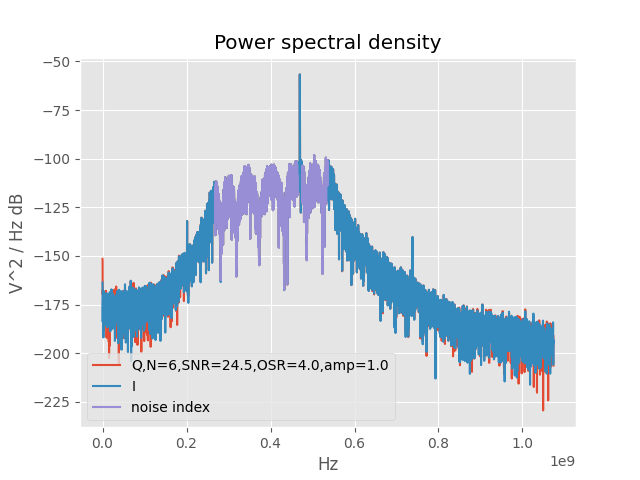 Power spectral density
−50
−75
−100
−125
−150
−175
−200
−225
V^2 / Hz dB
Q,N=6,SNR=24.5,OSR=4.0,amp=1.0
I
noise index
0.0 0.2 0.4 0.6 0.8 1.0
1e9
Hz